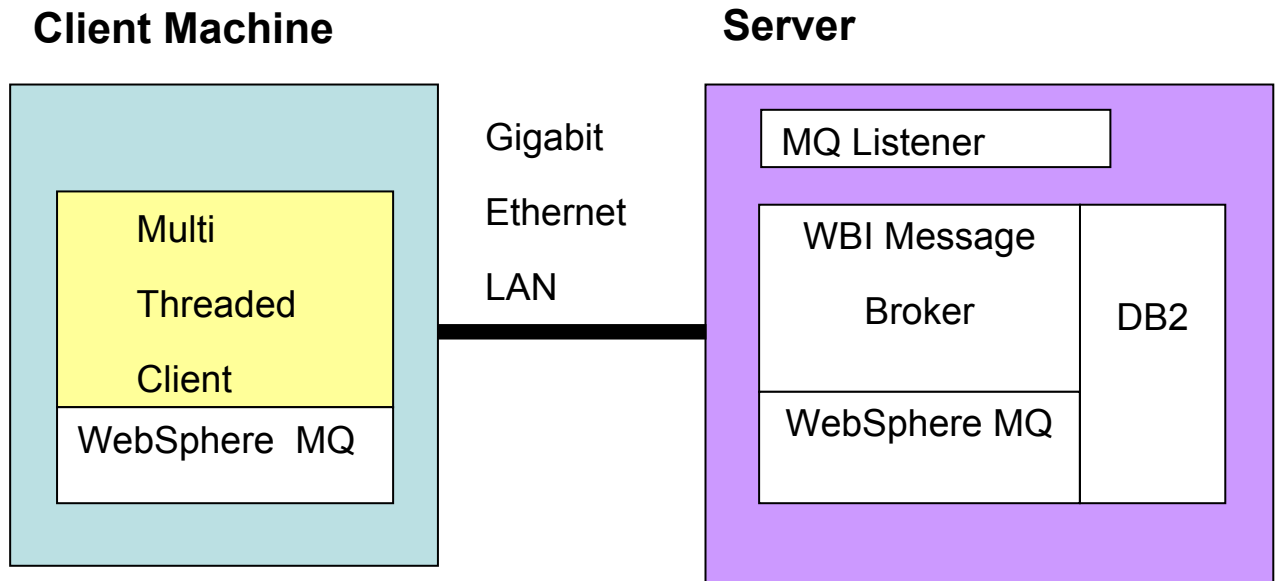 Client Machine
Server
Multi
Threaded
Client
WebSphere MQ
Gigabit
Ethernet
LAN
MQ Listener
WBI Message
Broker
WebSphere MQ
DB2